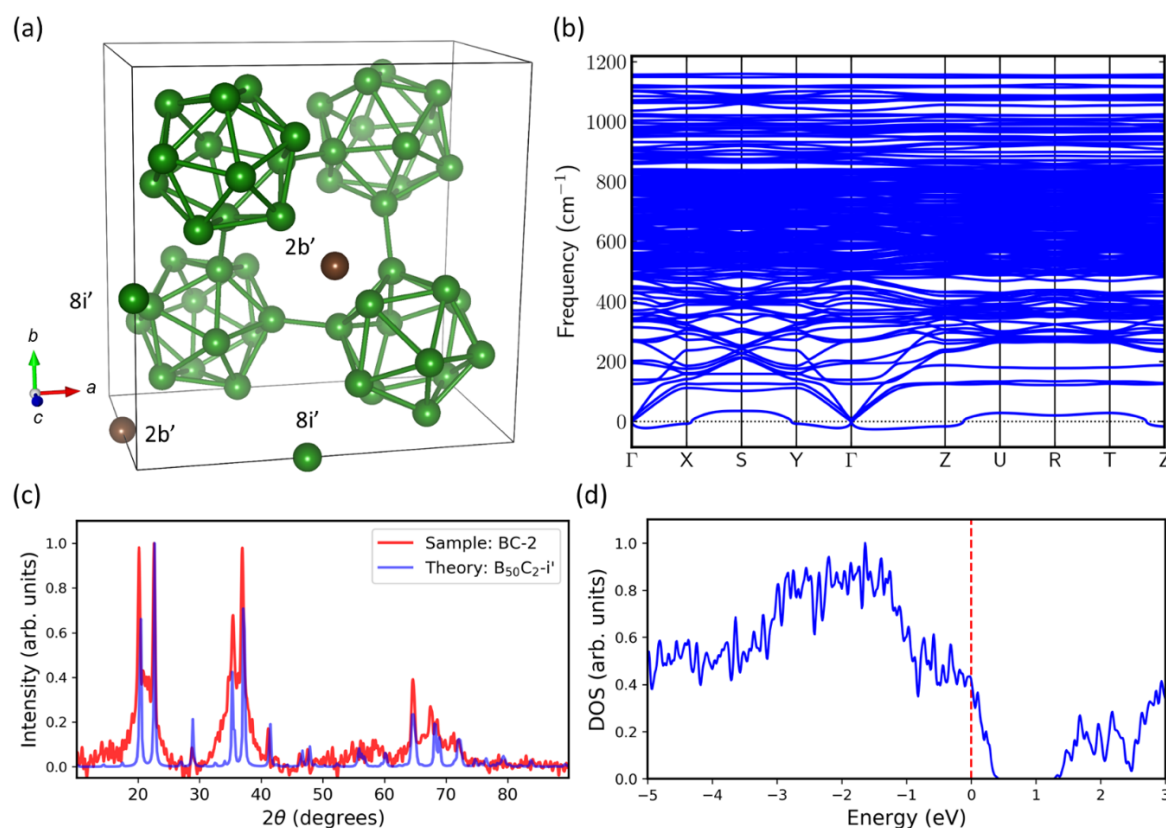 (a)
2b’
8i’
b
a
c
2b’
8i’
(b)
Frequency (cm⁻¹)
1200
1000
800
600
400
200
0
Γ X S Y Γ Z U R T Z
(c)
Intensity (arb. units)
1.0
0.8
0.6
0.4
0.2
0.0
Sample: BC-2
Theory: B₅₀C₂-i'
20 30 40 50 60 70 80
2θ (degrees)
(d)
DOS (arb. units)
1.0
0.8
0.6
0.4
0.2
0.0
-5 -4 -3 -2 -1 0 1 2 3
Energy (eV)